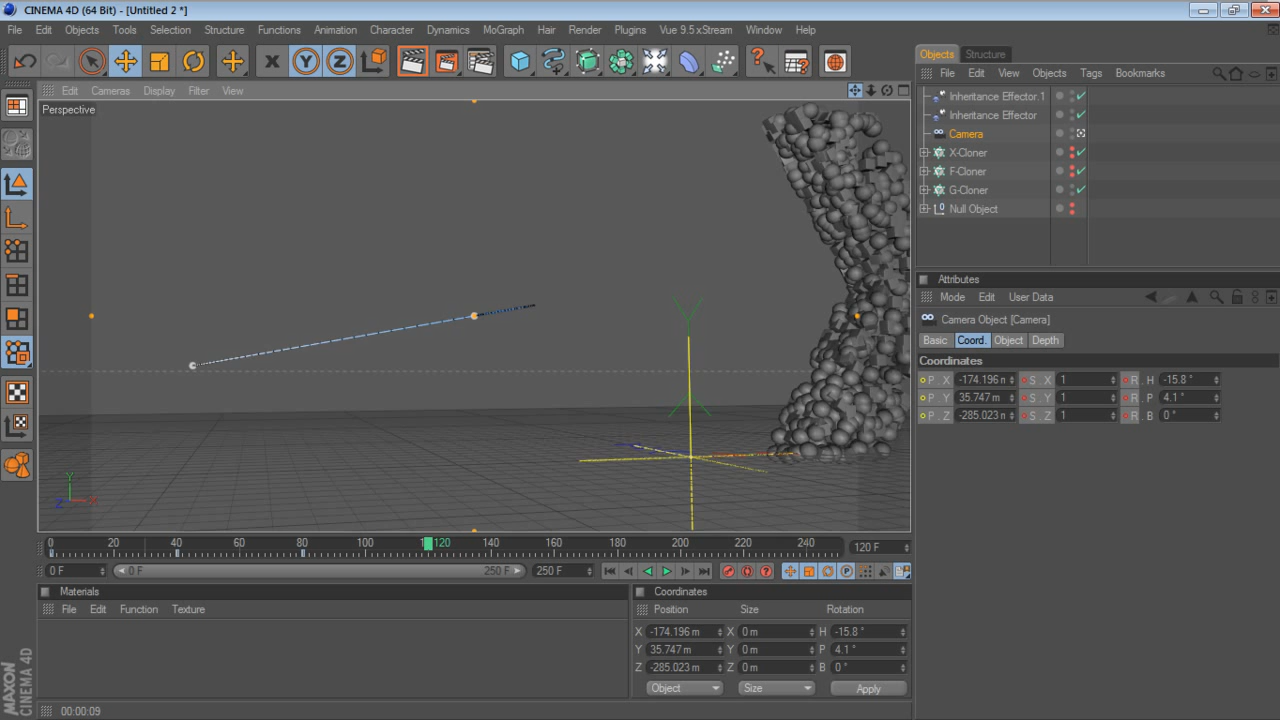 CINEMA 4D (64 Bit) - [Untitled 2 *]
File Edit Objects Tools Selection Structure Functions Animation Character Dynamics MoGraph Hair Render Plugins Vue 9.5 xStream Window Help
X Y Z
Objects Structure
File Edit View Objects Tags Bookmarks
Edit Cameras Display Filter View
Perspective
Inheritance Effector.1
Inheritance Effector
Camera
X-Cloner
F-Cloner
G-Cloner
Null Object
Attributes
Mode Edit User Data
Camera Object [Camera]
Basic Coord. Object Depth
Coordinates
P . X -174.196 m S . X 1 R . H -15.8 °
P . Y 35.747 m S . Y 1 R . P 4.1 °
P . Z -285.023 m S . Z 1 R . B 0 °
Y
Z X
0 20 40 60 80 100 120 140 160 180 200 220 240 120 F
0 F 0 F 250 F 250 F
Materials
File Edit Function Texture
Coordinates
Position Size Rotation
X -174.196 m X 0 m H -15.8 °
Y 35.747 m Y 0 m P 4.1 °
Z -285.023 m Z 0 m B 0 °
Object Size Apply
MAXON
CINEMA 4D
00:00:09